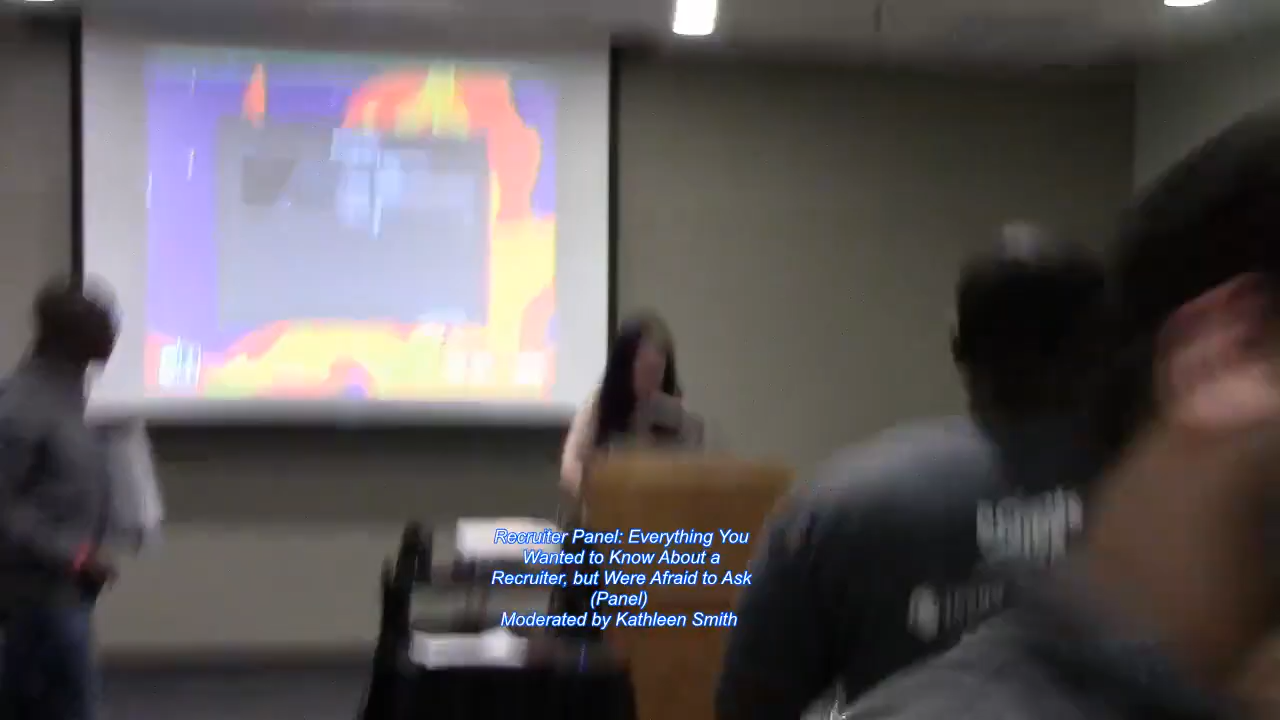 Recruiter Panel: Everything You
Wanted to Know About a
Recruiter, but Were Afraid to Ask
(Panel)
Moderated by Kathleen Smith